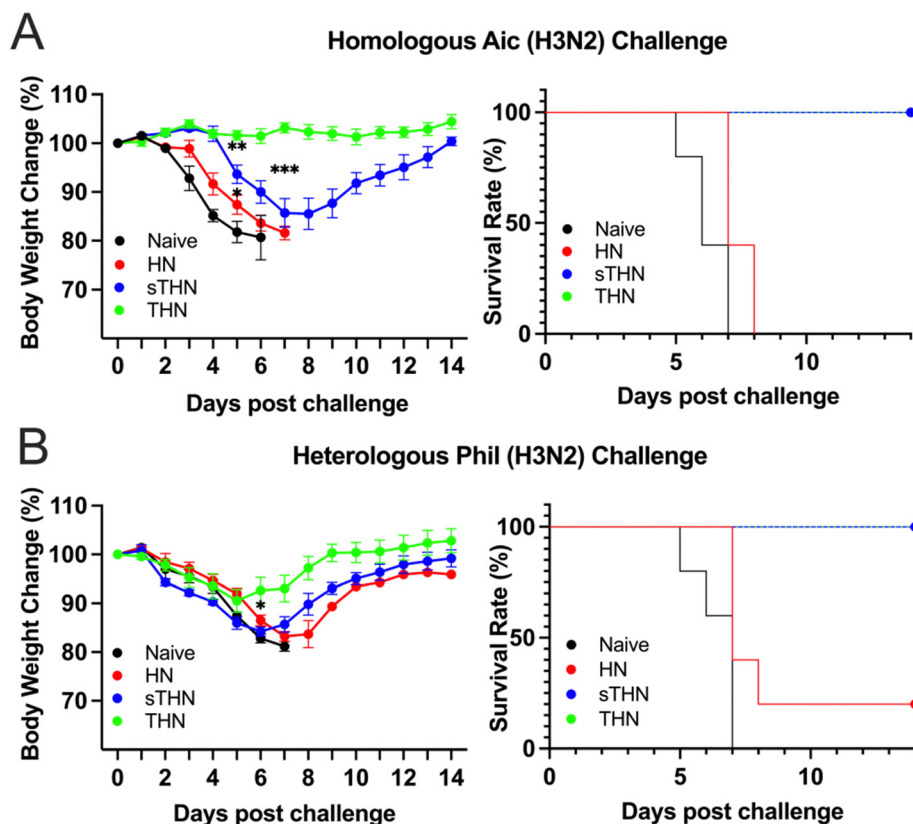 A
Homologous Aic (H3N2) Challenge
Body Weight Change (%)
110
100
90
80
70
**
***
*
Naive
HN
sTHN
THN
0 2 4 6 8 10 12 14
Days post challenge
Survival Rate (%)
100
50
0
Naive
HN
sTHN
THN
0 5 10
Days post challenge
B
Heterologous Phil (H3N2) Challenge
Body Weight Change (%)
110
100
90
80
70
*
Naive
HN
sTHN
THN
0 2 4 6 8 10 12 14
Days post challenge
Survival Rate (%)
100
50
0
Naive
HN
sTHN
THN
0 5 10
Days post challenge